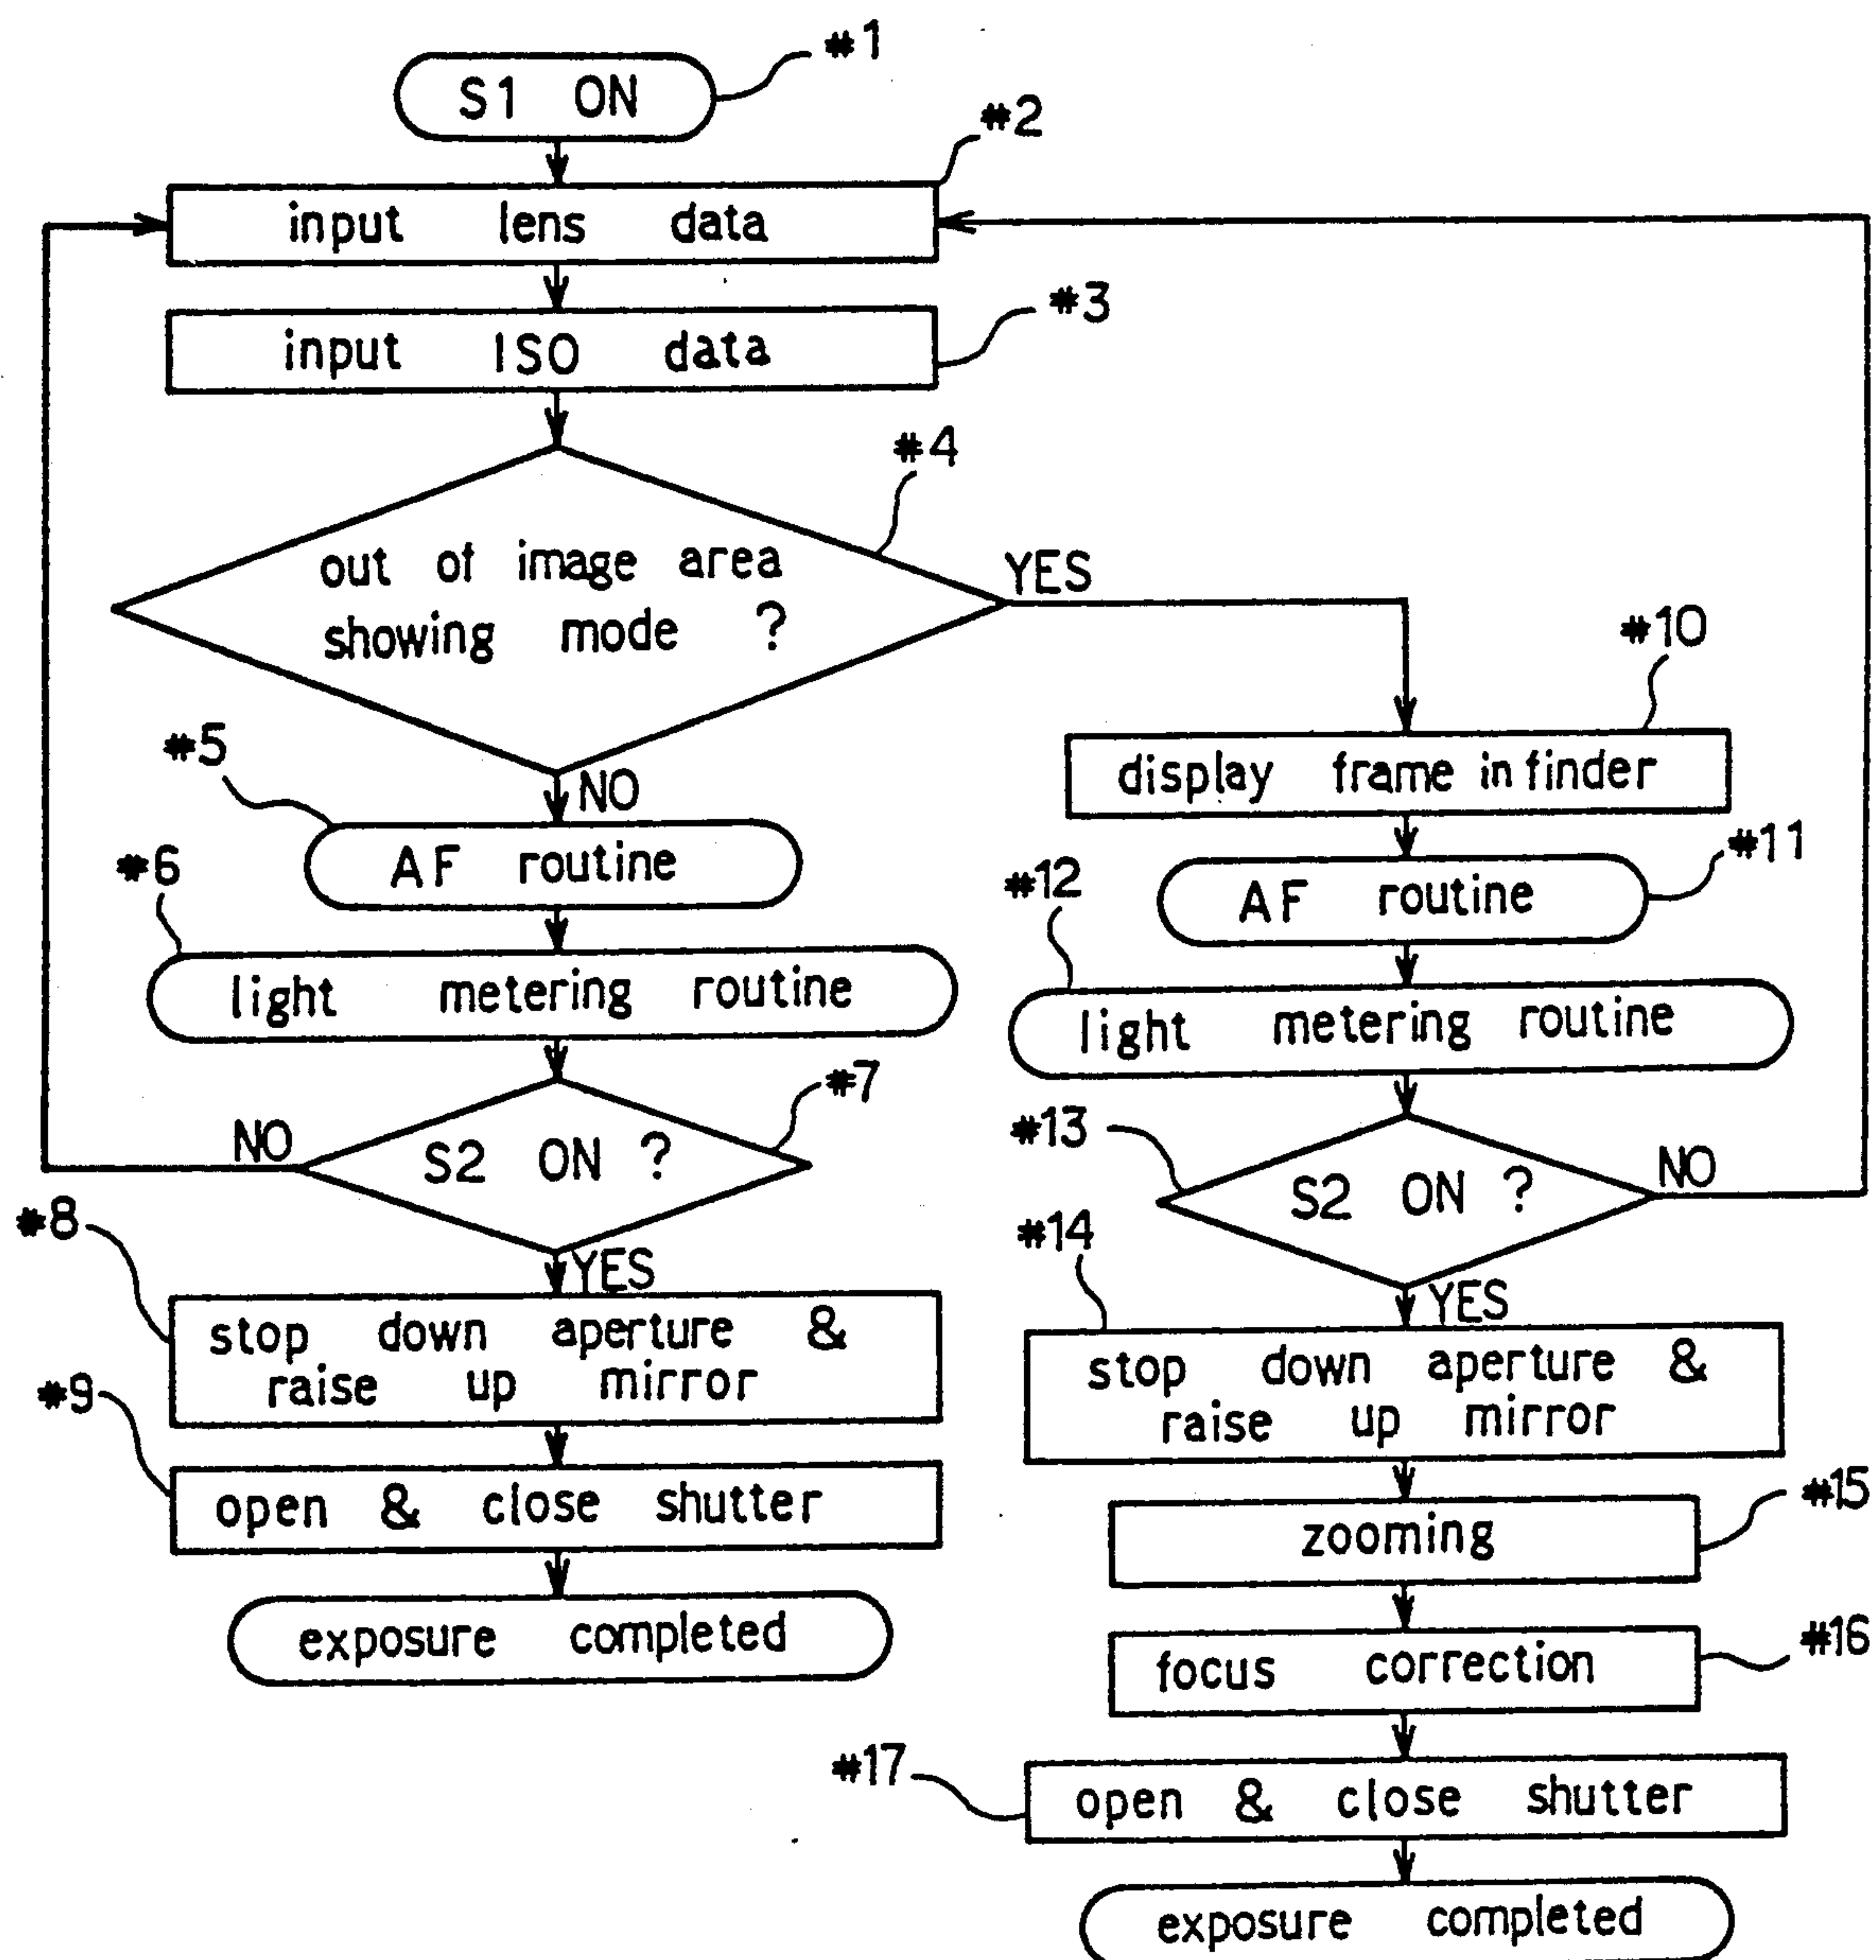 #1
S1 ON
#2
input lens data
#3
input ISO data
#4
out of image area
showing mode ?
YES
NO
#5
AF routine
#6
light metering routine
#7
S2 ON ?
NO
YES
#8
stop down aperture &
raise up mirror
#9
open & close shutter
exposure completed
#10
display frame in finder
#11
AF routine
#12
light metering routine
#13
S2 ON ?
NO
YES
#14
stop down aperture &
raise up mirror
#15
zooming
#16
focus correction
#17
open & close shutter
exposure completed